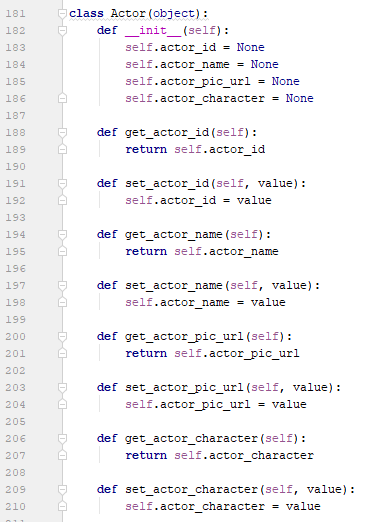 181 class Actor(object):
182     def __init__(self):
183         self.actor_id = None
184         self.actor_name = None
185         self.actor_pic_url = None
186         self.actor_character = None
187
188     def get_actor_id(self):
189         return self.actor_id
190
191     def set_actor_id(self, value):
192         self.actor_id = value
193
194     def get_actor_name(self):
195         return self.actor_name
196
197     def set_actor_name(self, value):
198         self.actor_name = value
199
200     def get_actor_pic_url(self):
201         return self.actor_pic_url
202
203     def set_actor_pic_url(self, value):
204         self.actor_pic_url = value
205
206     def get_actor_character(self):
207         return self.actor_character
208
209     def set_actor_character(self, value):
210         self.actor_character = value